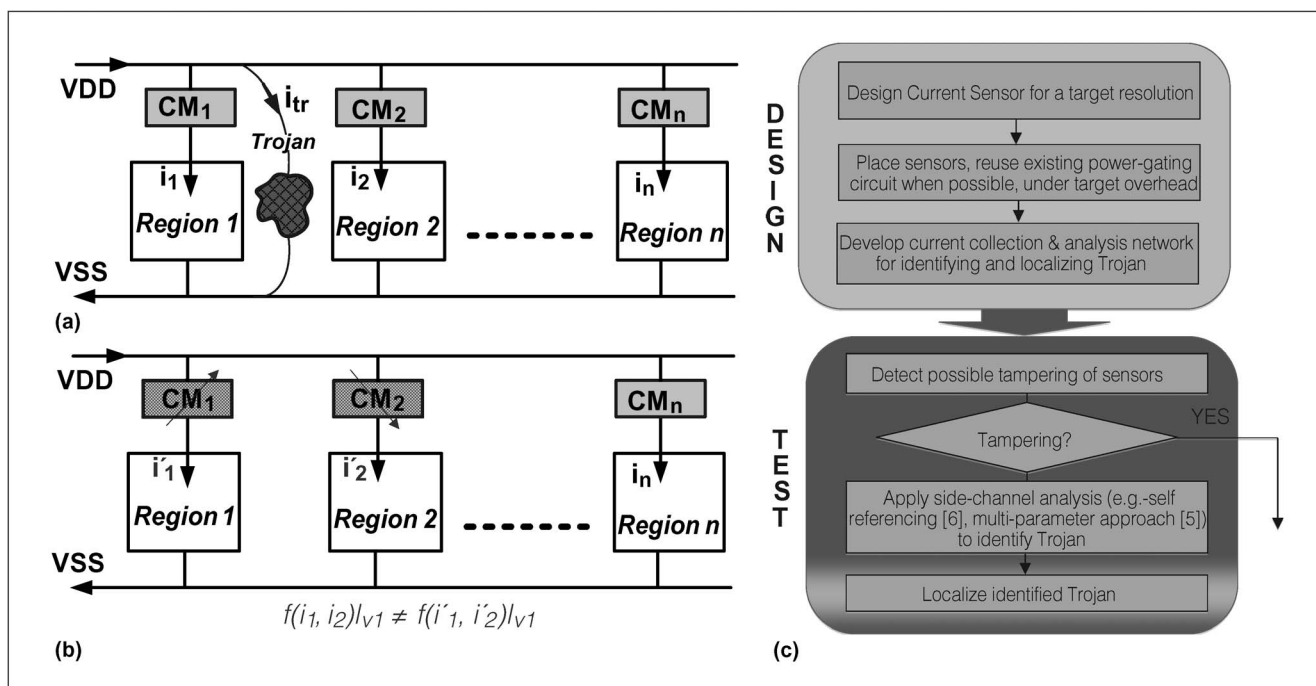 VDD
CM1
itr
CM2
CMn
Trojan
i1
i2
in
Region 1
Region 2
Region n
VSS
(a)
VDD
CM1
CM2
CMn
i´1
i´2
in
Region 1
Region 2
Region n
VSS
f(i1, i2)|v1 ≠ f(i´1, i´2)|v1
(b)
DESIGN
Design Current Sensor for a target resolution
Place sensors, reuse existing power-gating
circuit when possible, under target overhead
Develop current collection & analysis network
for identifying and localizing Trojan
TEST
Detect possible tampering of sensors
YES
Tampering?
Apply side-channel analysis (e.g.-self
referencing [6], multi-parameter approach [5])
to identify Trojan
Localize identified Trojan
(c)